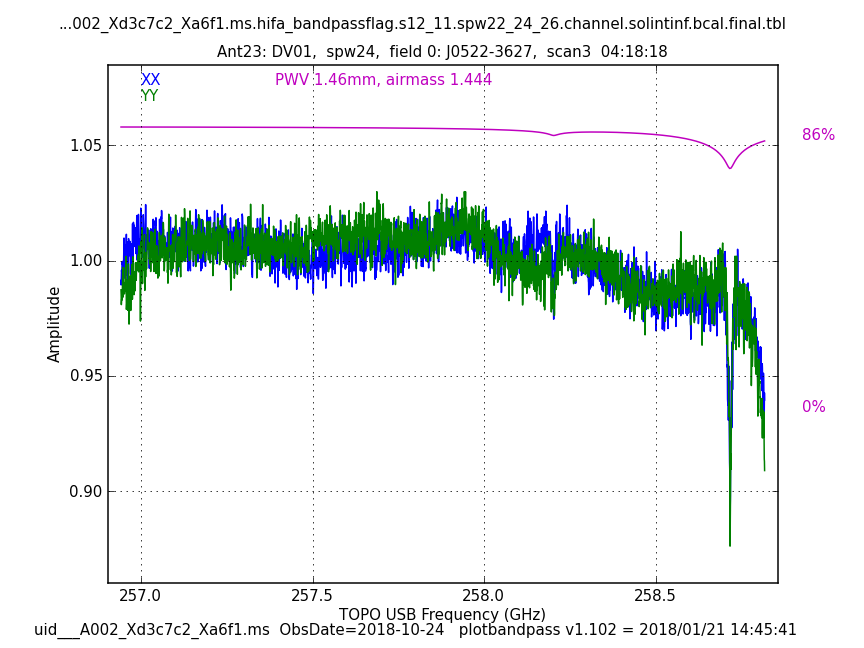 ...002_Xd3c7c2_Xa6f1.ms.hifa_bandpassflag.s12_11.spw22_24_26.channel.solintinf.bcal.final.tbl
Ant23: DV01,  spw24,  field 0: J0522-3627,  scan3  04:18:18
XX
PWV 1.46mm, airmass 1.444
YY
86%
1.05
1.00
Amplitude
0.95
0%
0.90
257.0
257.5
258.0
258.5
TOPO USB Frequency (GHz)
uid___A002_Xd3c7c2_Xa6f1.ms  ObsDate=2018-10-24   plotbandpass v1.102 = 2018/01/21 14:45:41